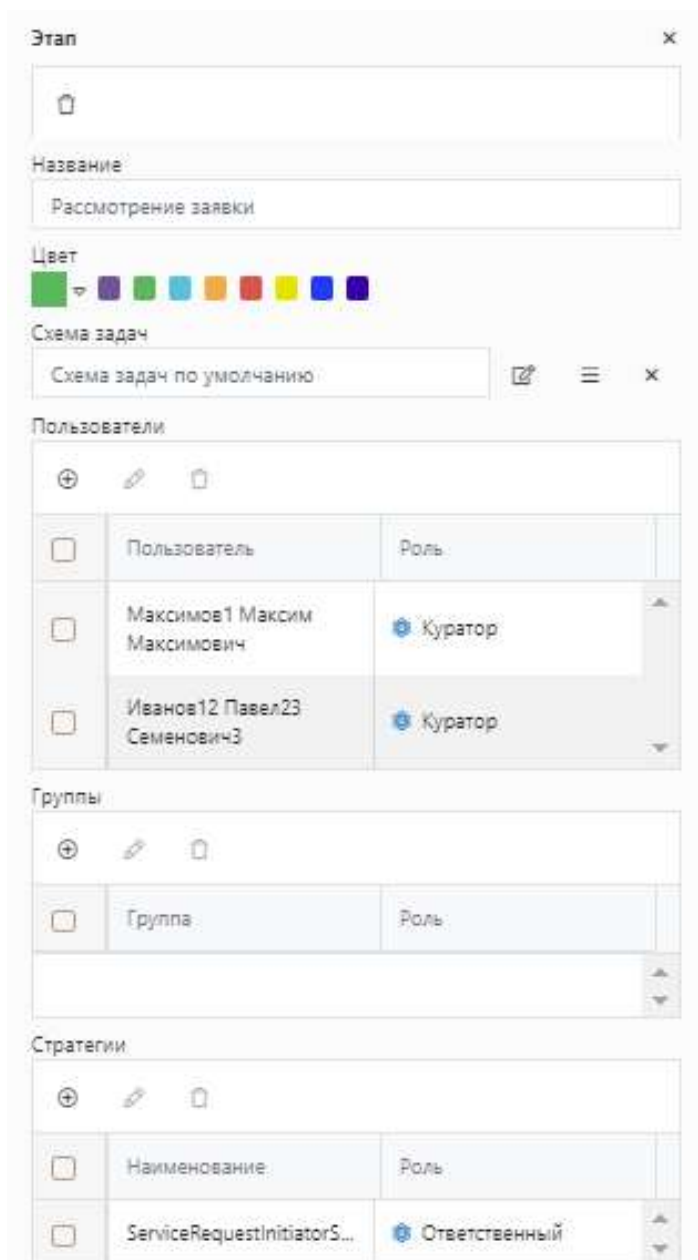 Этап
Название
Рассмотрение заявки
Цвет
Схема задач
Схема задач по умолчанию
Пользователи
Пользователь Роль
Максимов1 Максим
Максимович
Куратор
Иванов12 Павел23
Семенович3
Куратор
Группы
Группа Роль
Стратегии
Наименование Роль
ServiceRequestInitiatorS... Ответственный